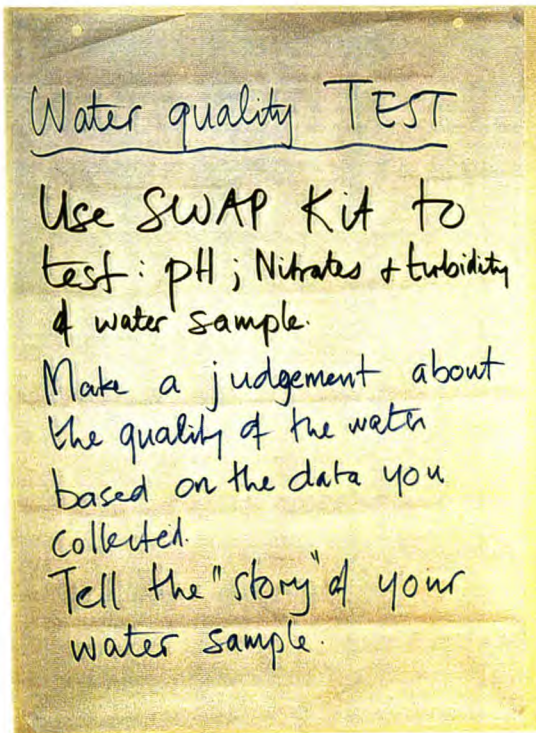 Water quality TEST
Use SWAP Kit to
test: pH; Nitrates + turbidity
of water sample.
Make a judgement about
the quality of the water
based on the data you
collected.
Tell the "story" of your
water sample.